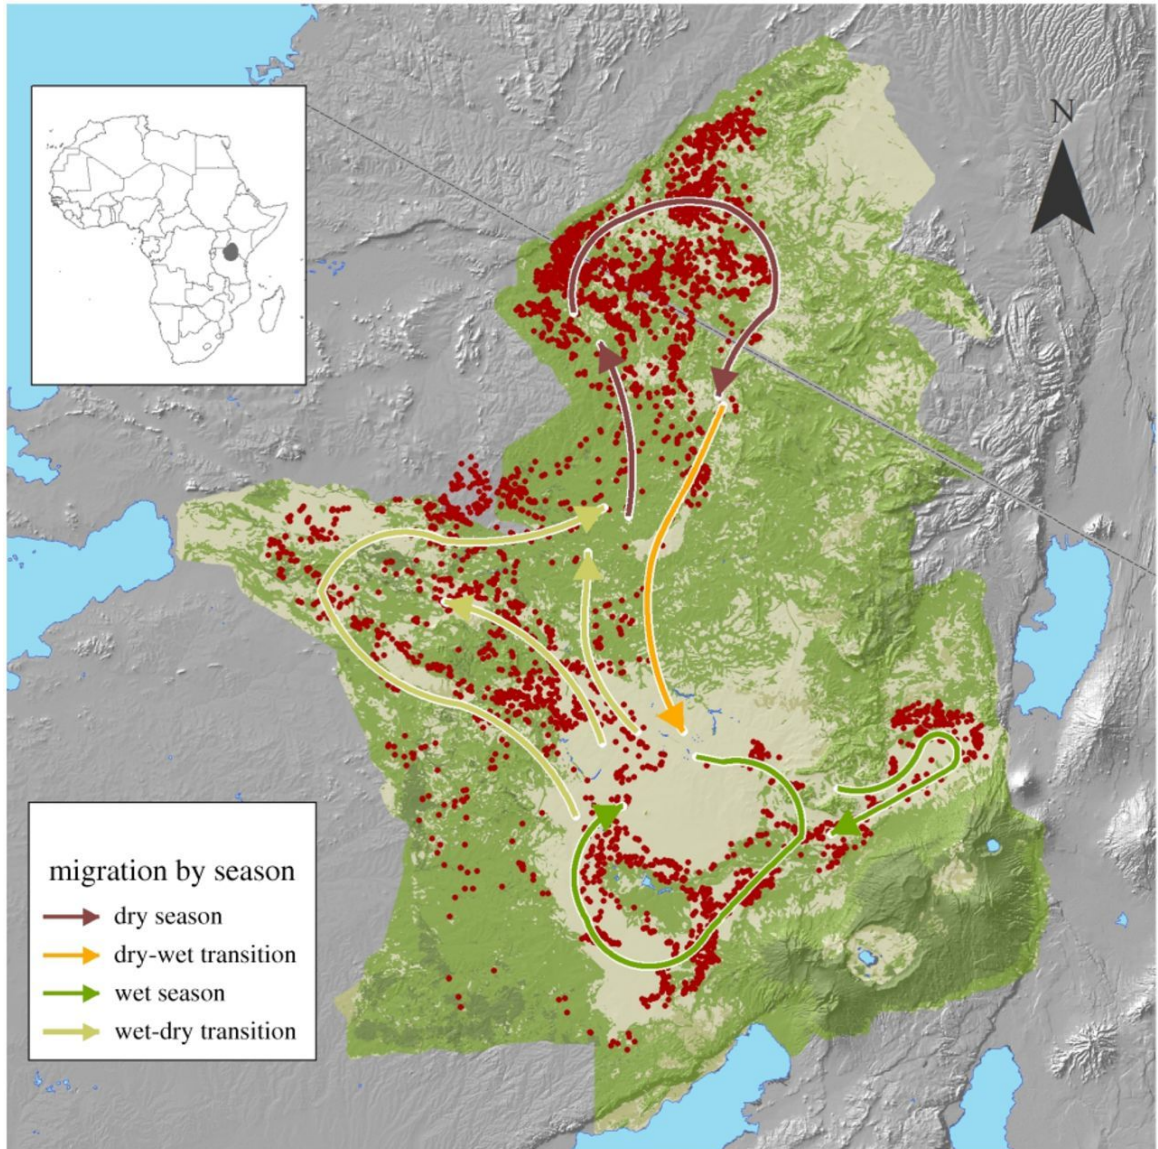 N
migration by season
dry season
dry-wet transition
wet season
wet-dry transition